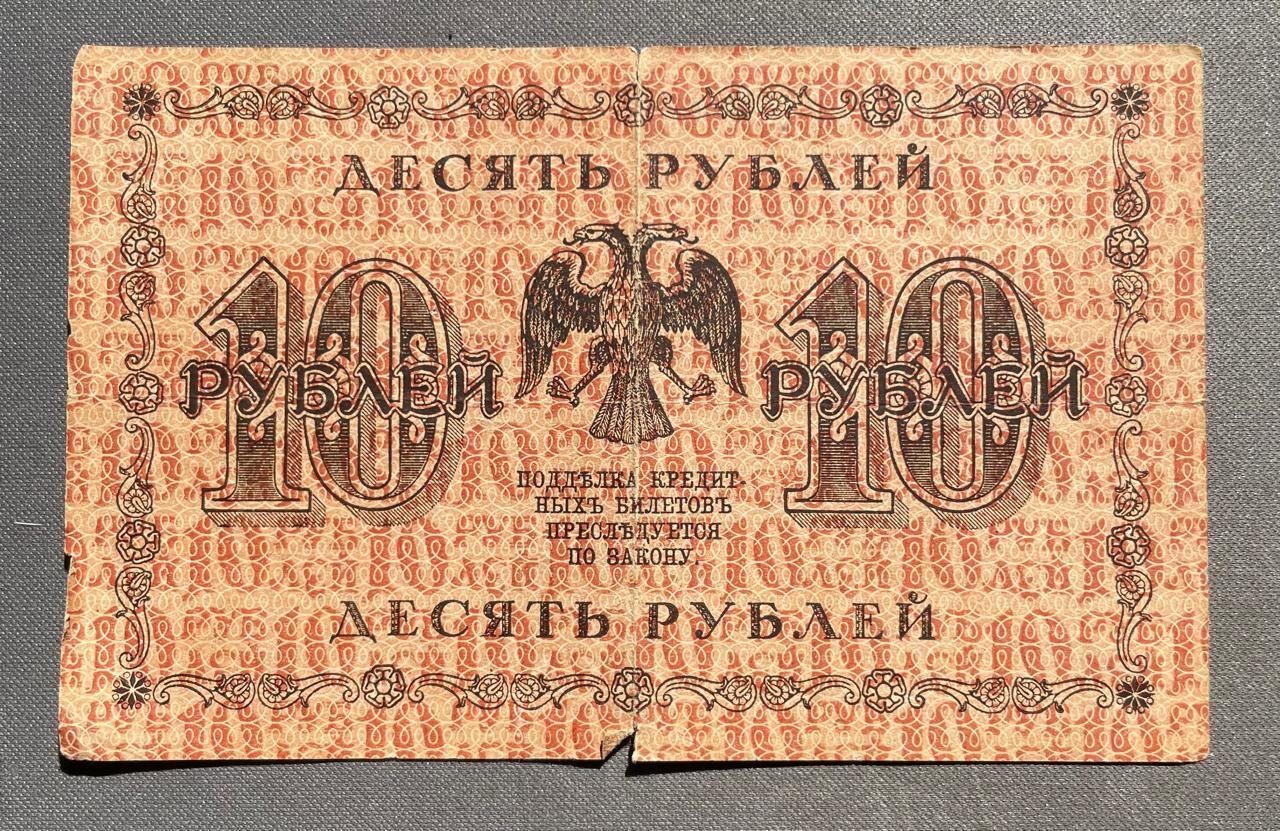 ДЕСЯТЬ РУБЛЕЙ
10 10
РУБЛЕЙ РУБЛЕЙ
ПОДДѢЛКА КРЕДИТ-
НЫХЪ БИЛЕТОВЪ
ПРЕСЛѢДУЕТСЯ
ПО ЗАКОНУ.
ДЕСЯТЬ РУБЛЕЙ